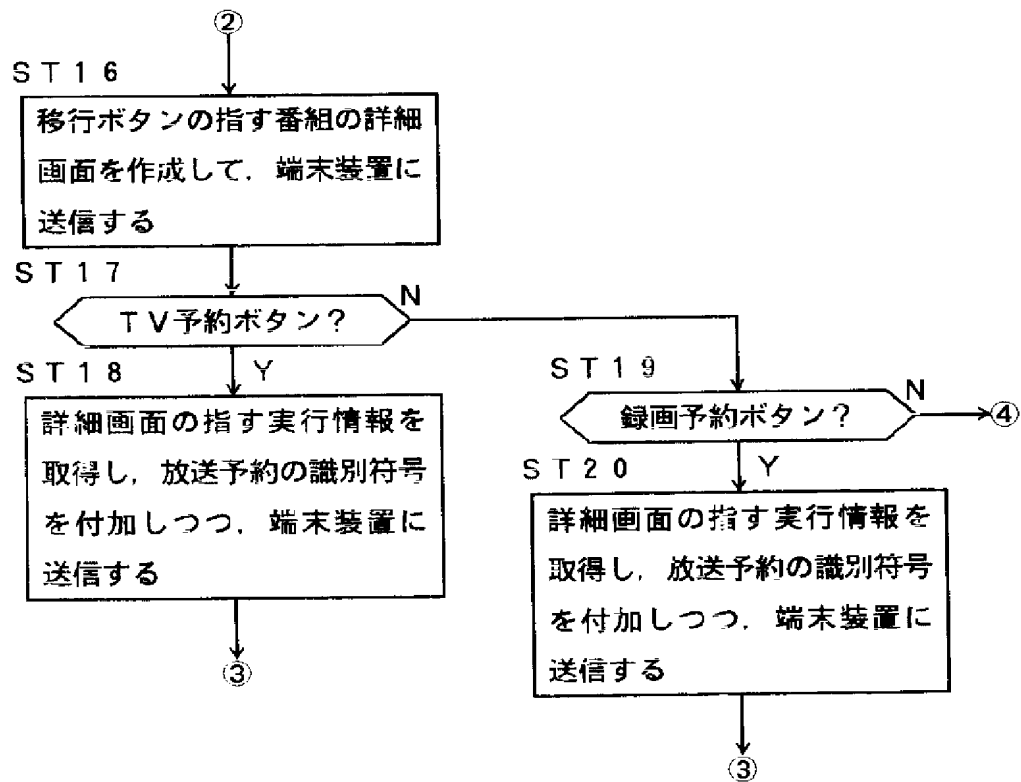 ②
ST16
移行ボタンの指す番組の詳細
画面を作成して，端末装置に
送信する
ST17
TV予約ボタン？
N
Y
ST18
詳細画面の指す実行情報を
取得し，放送予約の識別符号
を付加しつつ，端末装置に
送信する
③
ST19
録画予約ボタン？
N
④
Y
ST20
詳細画面の指す実行情報を
取得し，放送予約の識別符号
を付加しつつ，端末装置に
送信する
③